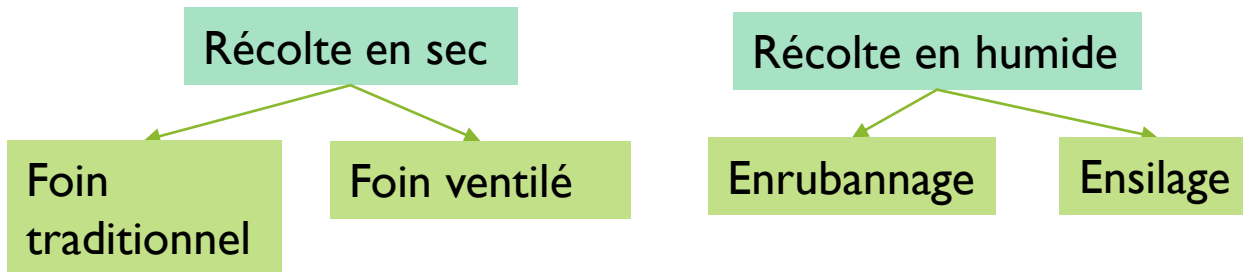 Récolte en sec
Récolte en humide
Foin
traditionnel
Foin ventilé
Enrubannage
Ensilage